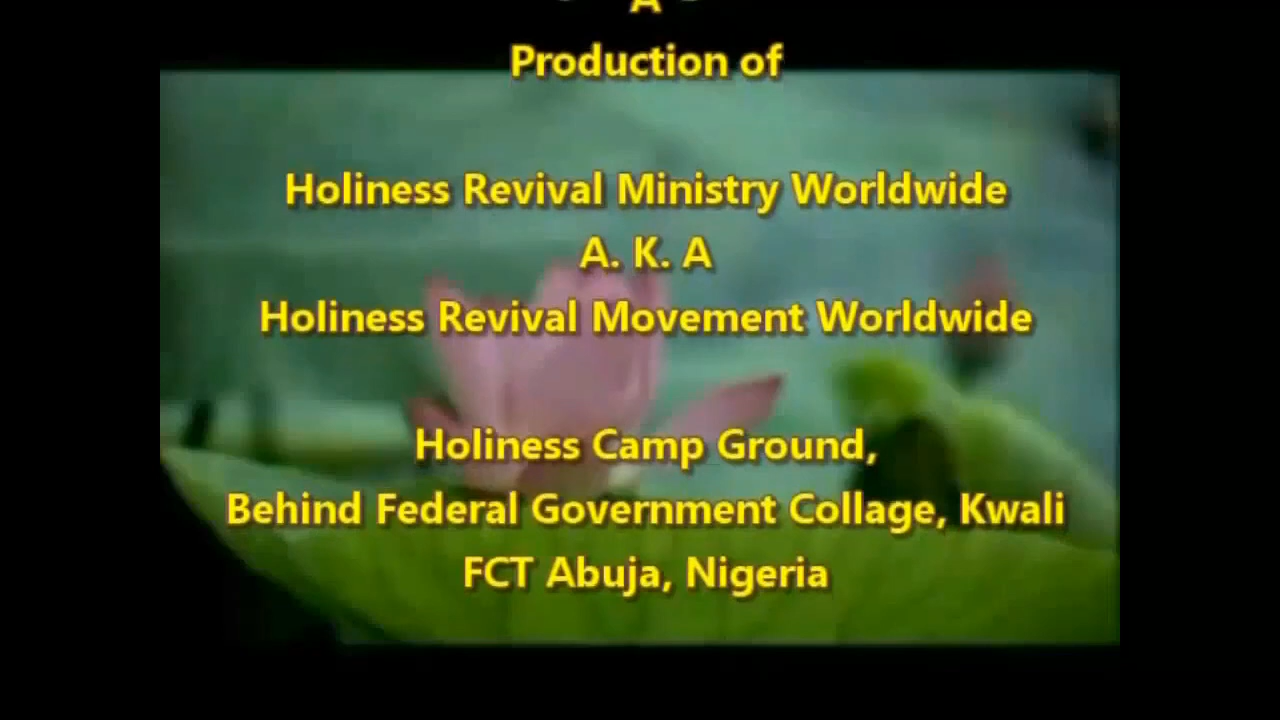 A
Production of
Holiness Revival Ministry Worldwide
A. K. A
Holiness Revival Movement Worldwide
Holiness Camp Ground,
Behind Federal Government Collage, Kwali
FCT Abuja, Nigeria